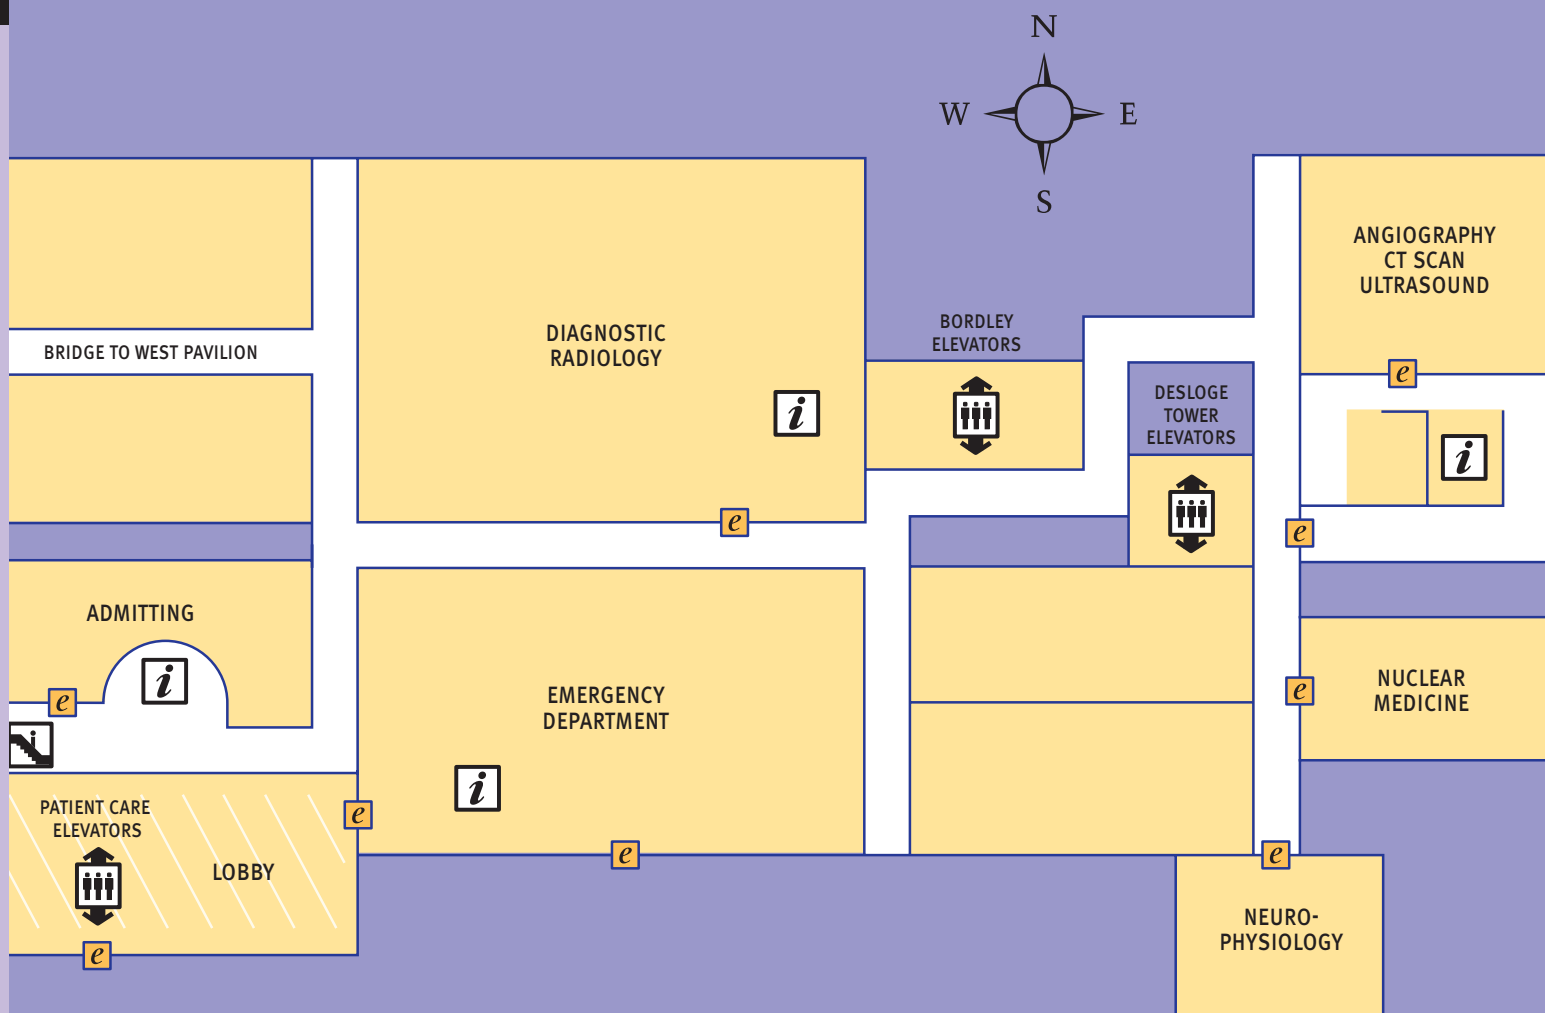 N
W
E
S
ANGIOGRAPHY
CT SCAN
ULTRASOUND
BORDLEY
ELEVATORS
DIAGNOSTIC
RADIOLOGY
BRIDGE TO WEST PAVILION
e
DESLOGE
TOWER
ELEVATORS
i
i
e
e
ADMITTING
i
e
NUCLEAR
MEDICINE
e
EMERGENCY
DEPARTMENT
i
PATIENT CARE
ELEVATORS
e
LOBBY
e
e
NEURO-
PHYSIOLOGY
e